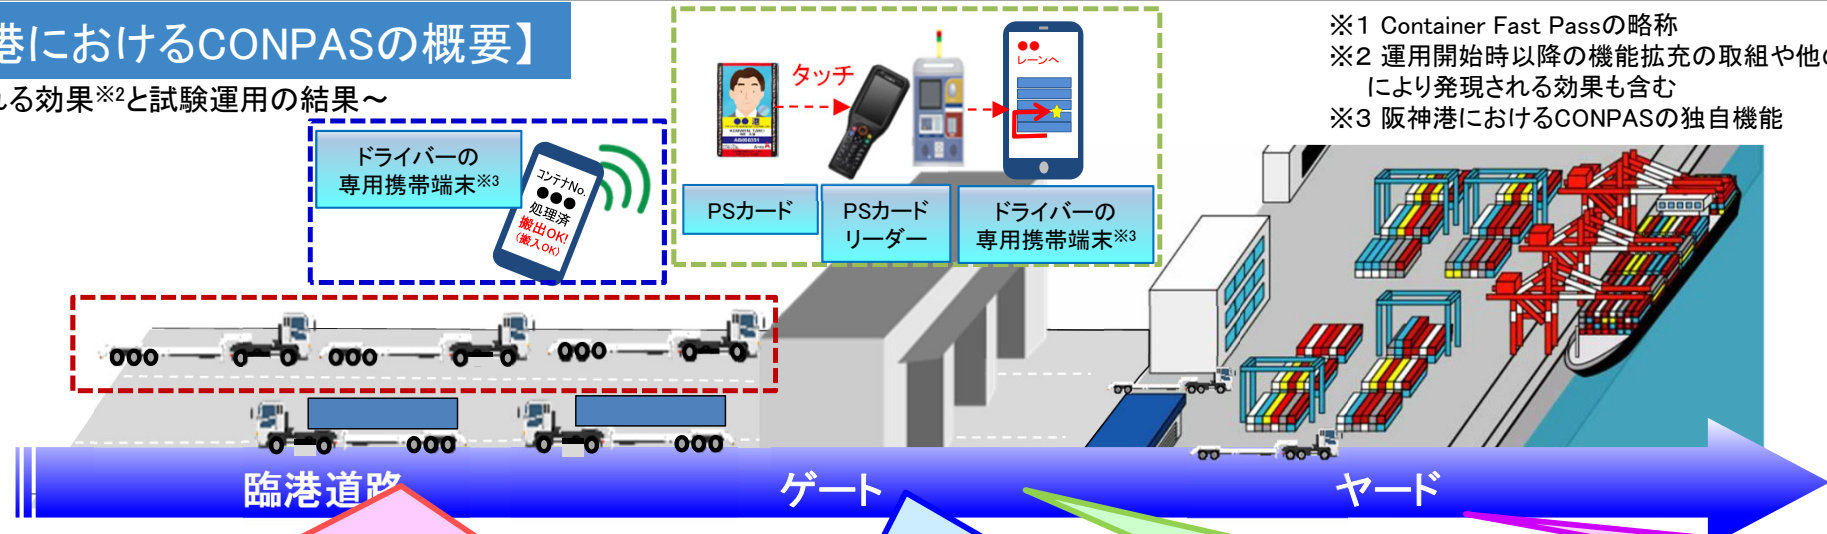 港におけるCONPASの概要】
れる効果※2と試験運用の結果～
※1 Container Fast Passの略称
※2 運用開始時以降の機能拡充の取組や他の
により発現される効果も含む
※3 阪神港におけるCONPASの独自機能
ドライバーの
専用携帯端末※3
コンテナNo.
●●●
処理済
搬出OK!
(搬入OK)
タッチ
●●港
●●
レーンへ
PSカード
PSカード
リーダー
ドライバーの
専用携帯端末※3
臨港道路
ゲート
ヤード